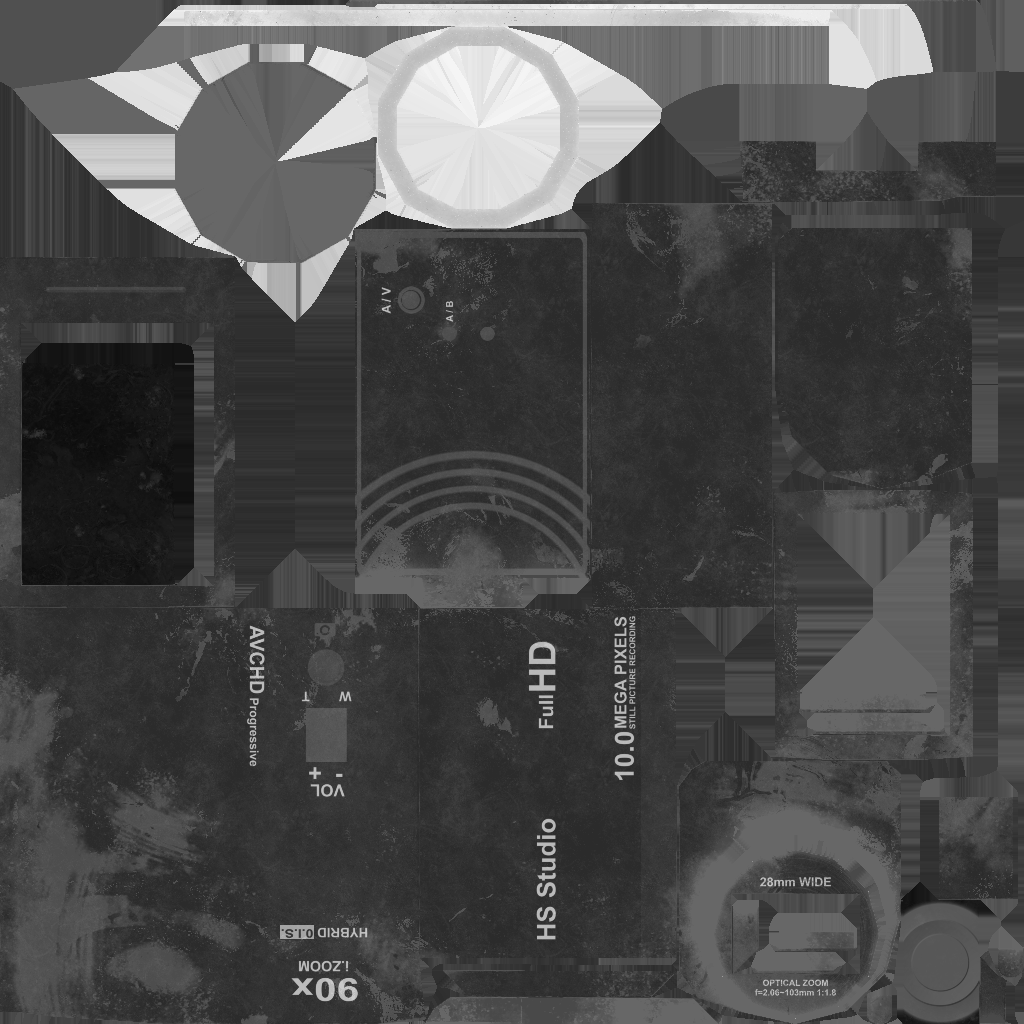 A/V
A/B
AVCHD Progressive
T W
+ -
VOL
HYBRID O.I.S.
i.ZOOM
90x
FullHD
HS Studio
10.0 MEGA PIXELS
STILL PICTURE RECORDING
28mm WIDE
OPTICAL ZOOM
f=2.06~103mm 1:1.8